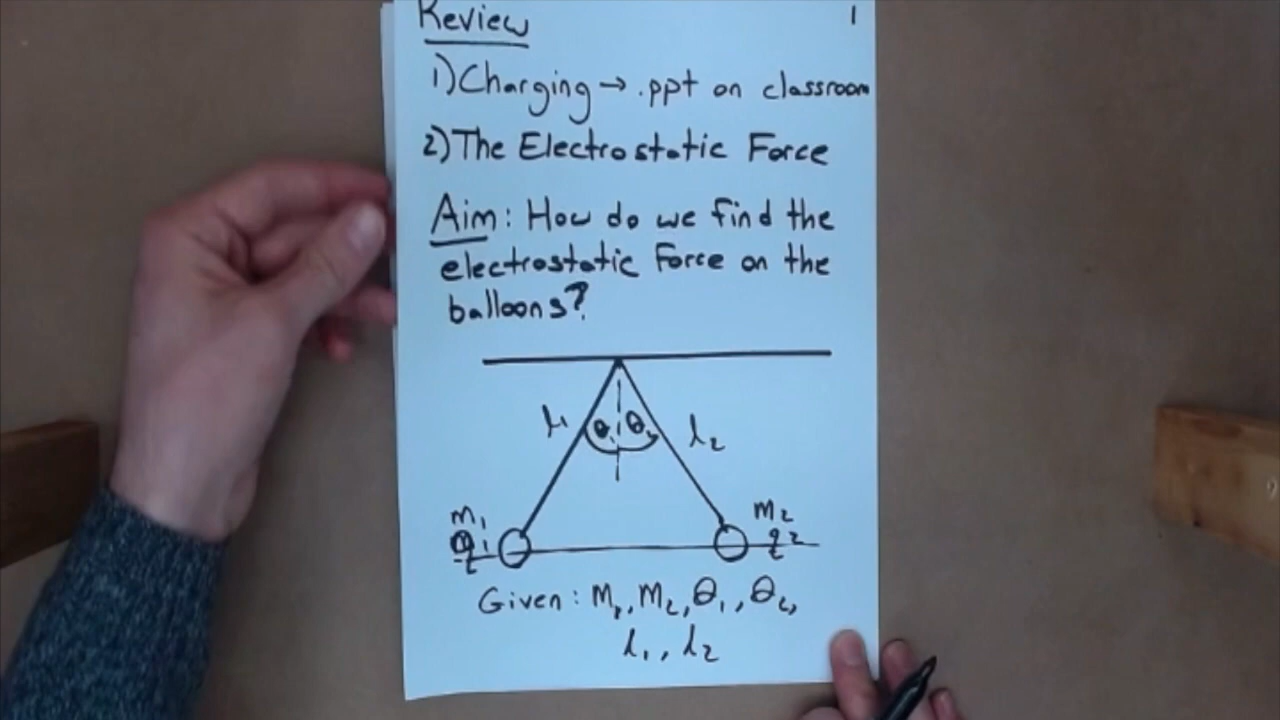 Review 1
1) Charging → .ppt on classroom
2) The Electrostatic Force
Aim: How do we find the
electrostatic Force on the
balloons?
l₁ θ₁ θ₂ l₂
m₁ m₂
q₁ q₂
Given: m₁, m₂, θ₁, θ₂,
l₁, l₂